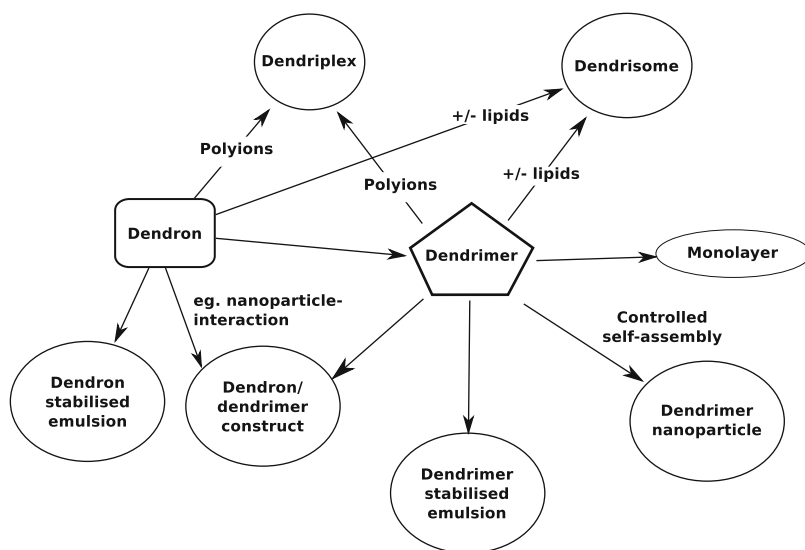 Dendriplex
Dendrisome
+/- lipids
Polyions
+/- lipids
Polyions
Dendron
Dendrimer
Monolayer
eg. nanoparticle-
interaction
Controlled
self-assembly
Dendron
stabilised
emulsion
Dendron/
dendrimer
construct
Dendrimer
nanoparticle
Dendrimer
stabilised
emulsion